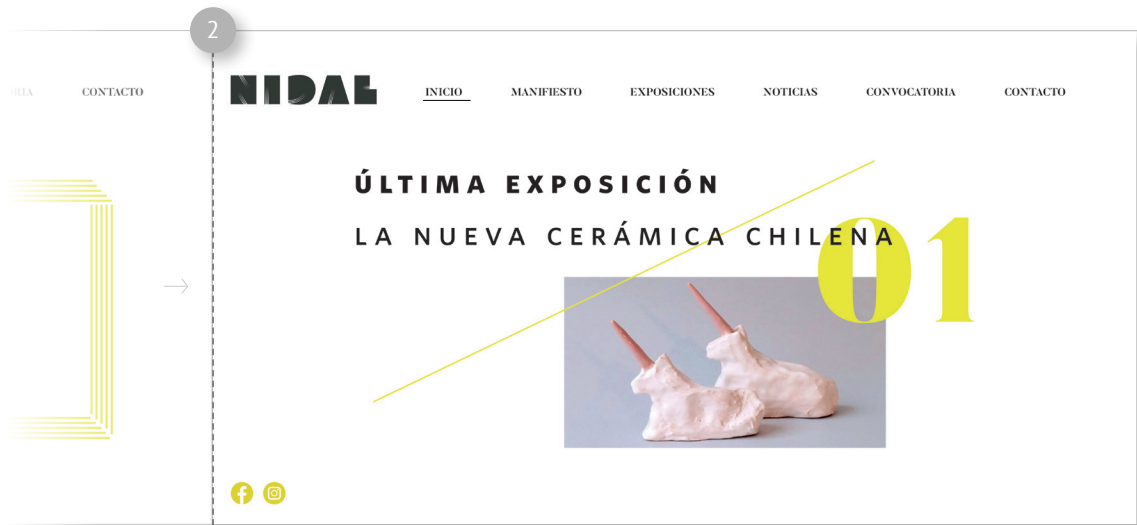 2
CONTACTO
NIDAL
INICIO MANIFIESTO EXPOSICIONES NOTICIAS CONVOCATORIA CONTACTO
ÚLTIMA EXPOSICIÓN
LA NUEVA CERÁMICA CHILENA
01